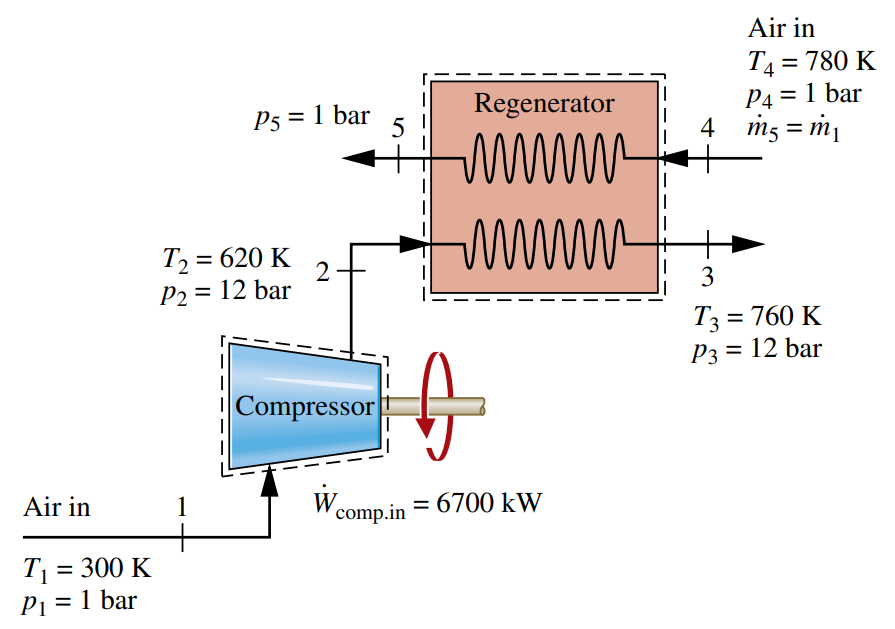 Air in
T4 = 780 K
p4 = 1 bar
ṁ5 = ṁ1
Regenerator
p5 = 1 bar
5
4
T2 = 620 K
p2 = 12 bar
2
3
T3 = 760 K
p3 = 12 bar
Compressor
Air in
1
Ẇcomp.in = 6700 kW
T1 = 300 K
p1 = 1 bar